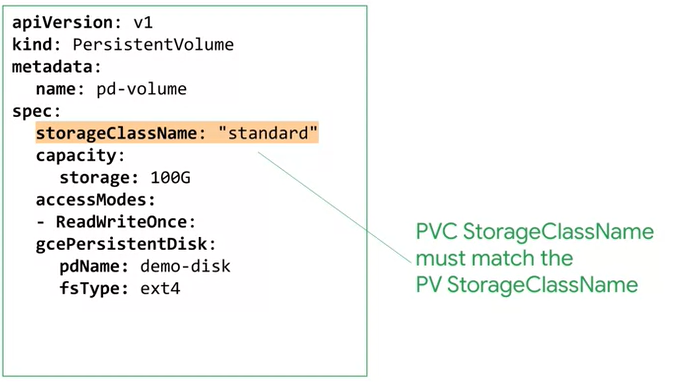 apiVersion: v1
kind: PersistentVolume
metadata:
  name: pd-volume
spec:
  storageClassName: "standard"
  capacity:
    storage: 100G
  accessModes:
  - ReadWriteOnce:
  gcePersistentDisk:
    pdName: demo-disk
    fsType: ext4
PVC StorageClassName
must match the
PV StorageClassName